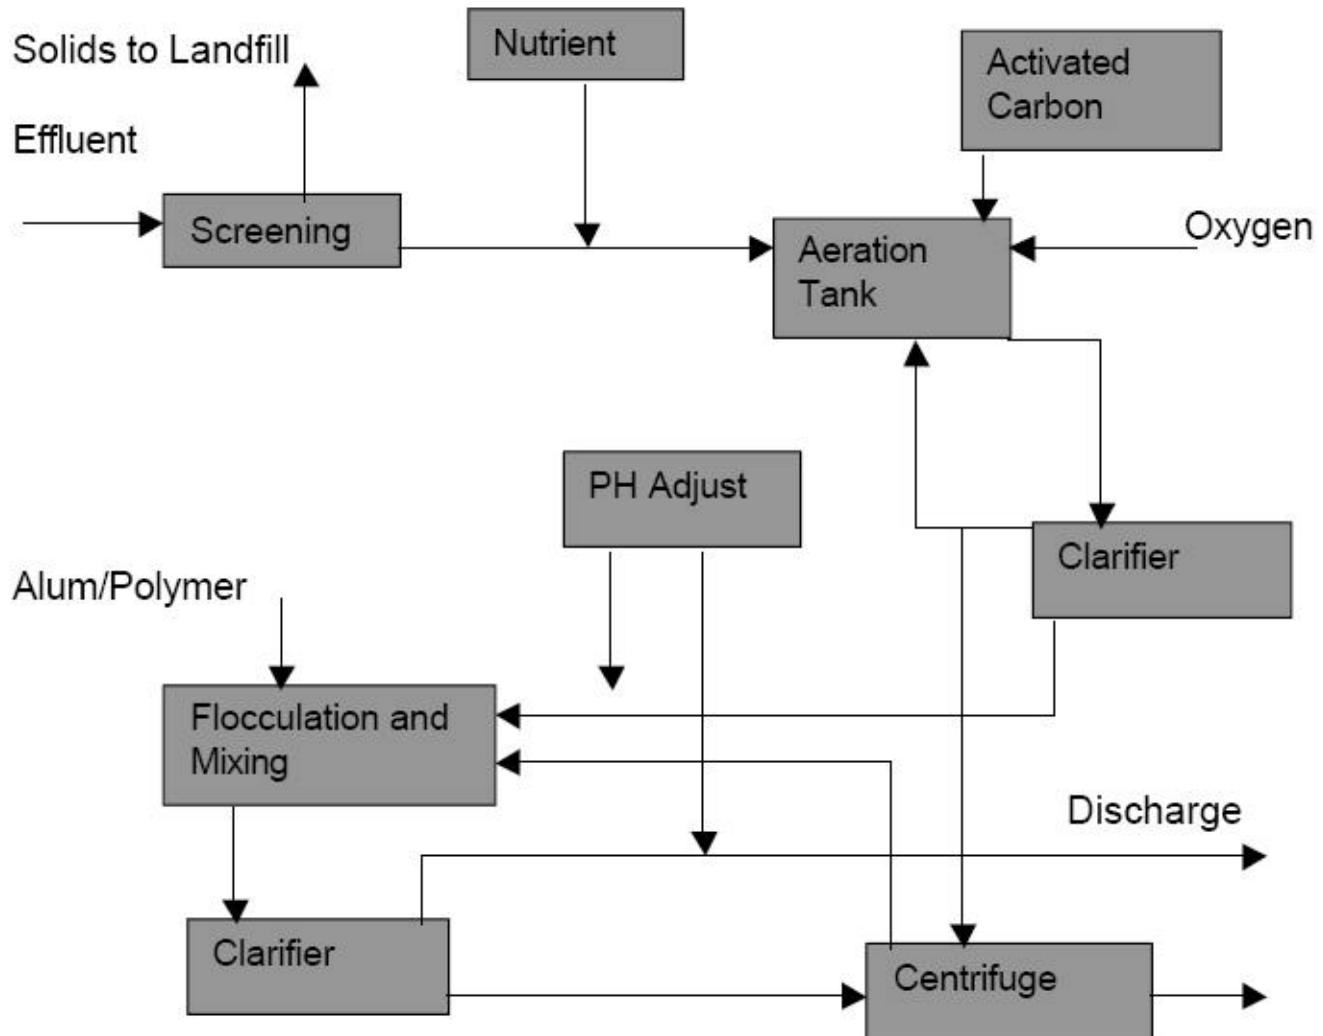 Solids to Landfill
Nutrient
Activated
Carbon
Effluent
Screening
Oxygen
Aeration
Tank
PH Adjust
Clarifier
Alum/Polymer
Flocculation and
Mixing
Discharge
Clarifier
Centrifuge